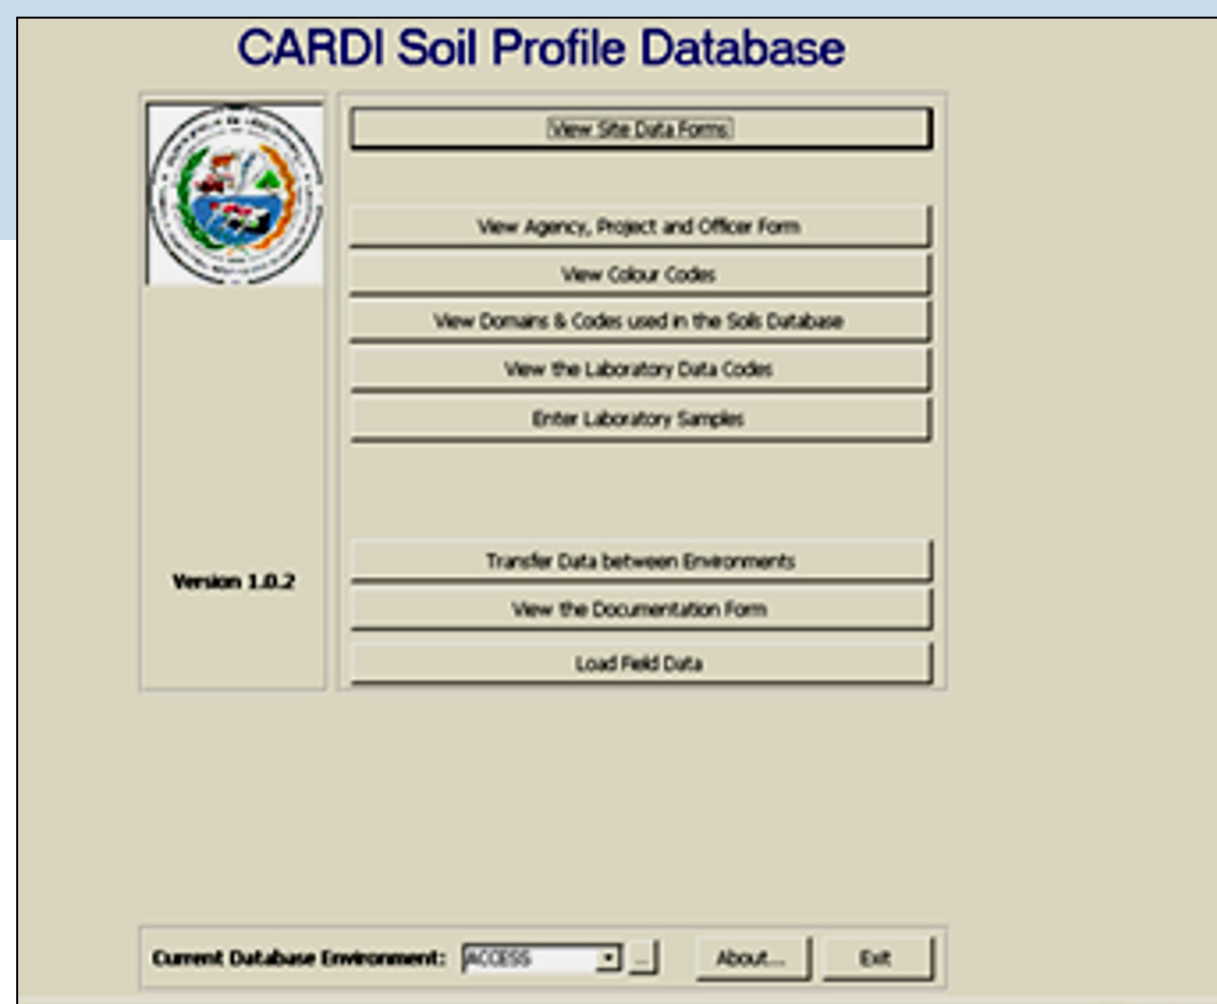 CARDI Soil Profile Database
View Site Data Forms
View Agency, Project and Officer Form
View Colour Codes
View Domains & Codes used in the Soils Database
View the Laboratory Data Codes
Enter Laboratory Samples
Transfer Data between Environments
Version 1.0.2
View the Documentation Form
Load Field Data
Current Database Environment: ACCESS ... About... Exit